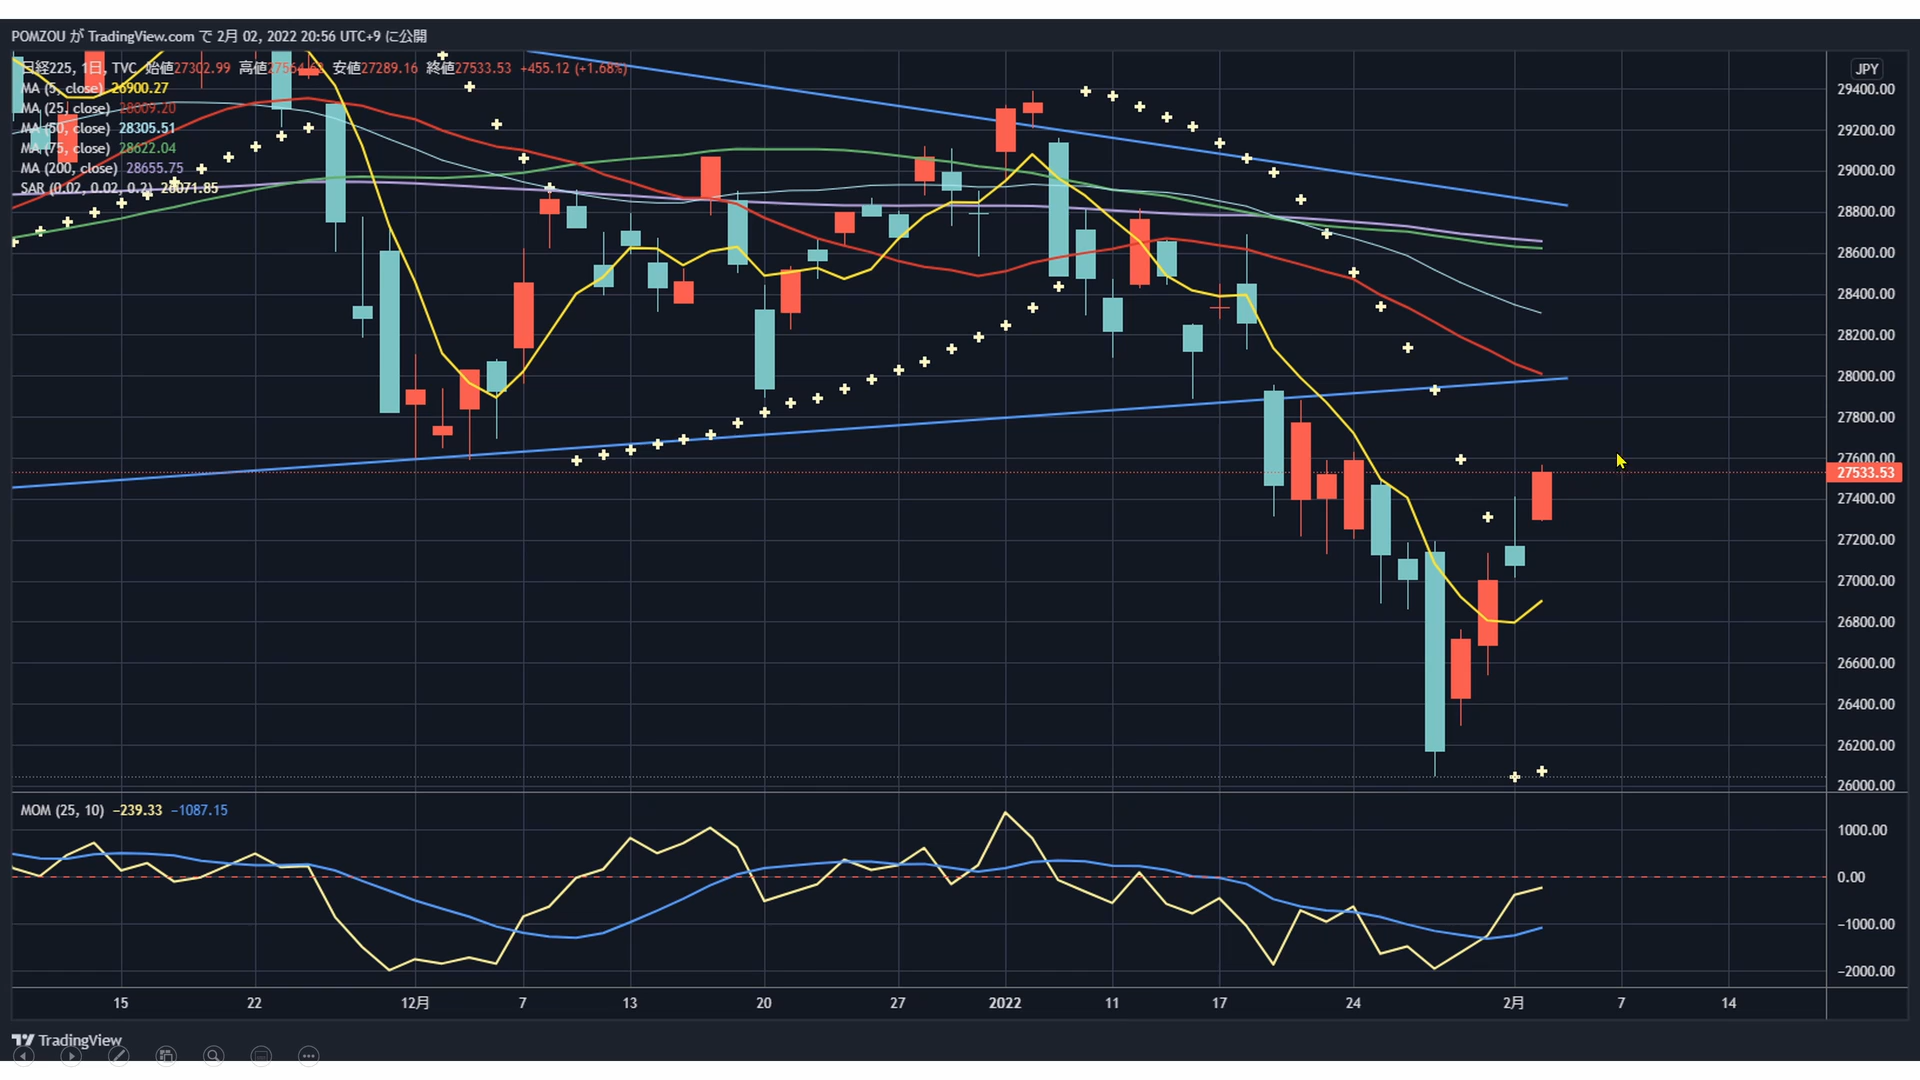 POMZOU が TradingView.com で 2月 02, 2022 20:56 UTC+9 に公開
日経225, 1日, TVC 始値27302.99 高値27564.62 安値27289.16 終値27533.53 +455.12 (+1.68%)
MA (5, close) 26900.27
MA (25, close) 28009.20
MA (50, close) 28305.51
MA (75, close) 28622.04
MA (200, close) 28655.75
SAR (0.02, 0.02, 0.2) 26071.85
JPY
29400.00
29200.00
29000.00
28800.00
28600.00
28400.00
28200.00
28000.00
27800.00
27600.00
27533.53
27400.00
27200.00
27000.00
26800.00
26600.00
26400.00
26200.00
26000.00
MOM (25, 10) −239.33 −1087.15
1000.00
0.00
−1000.00
−2000.00
15 22 12月 7 13 20 27 2022 11 17 24 2月 7 14
TradingView